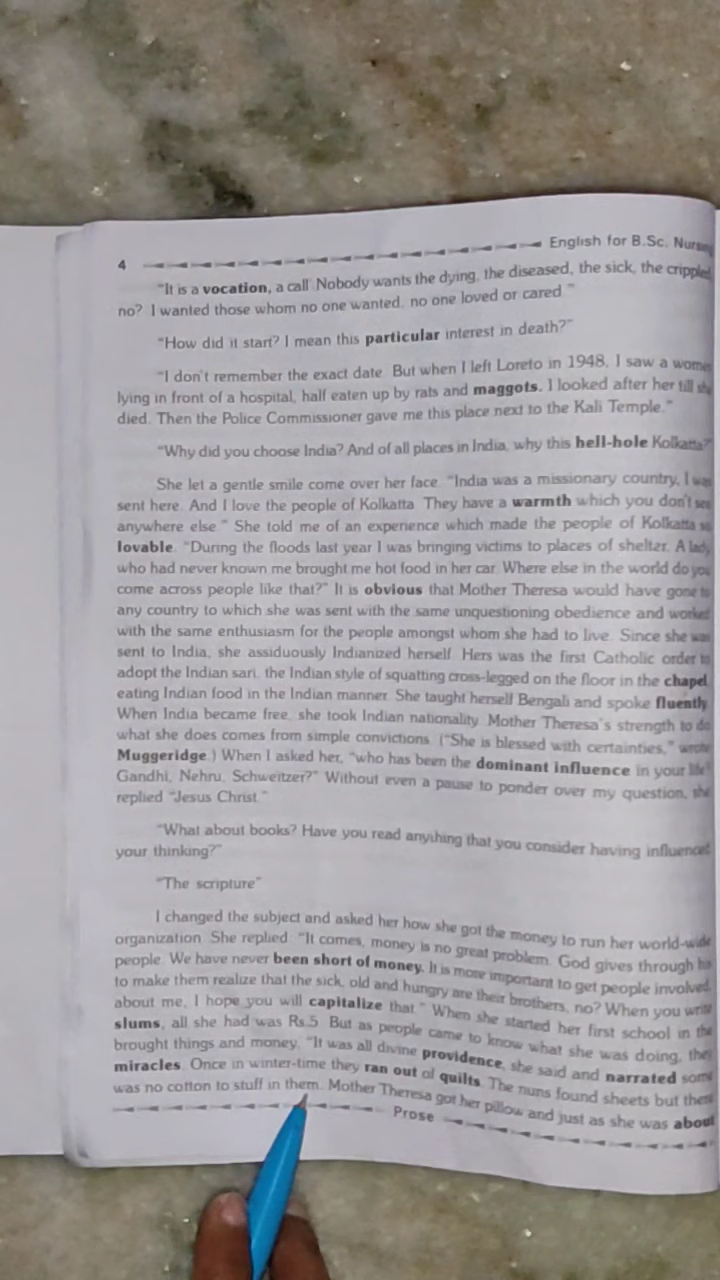 4 English for B.Sc. Nursing
"It is a vocation, a call. Nobody wants the dying, the diseased, the sick, the crippled
no? I wanted those whom no one wanted, no one loved or cared."
"How did it start? I mean this particular interest in death?"
"I don't remember the exact date. But when I left Loreto in 1948, I saw a women
lying in front of a hospital, half eaten up by rats and maggots. I looked after her till she
died. Then the Police Commissioner gave me this place next to the Kali Temple."
"Why did you choose India? And of all places in India, why this hell-hole Kolkatta?"
She let a gentle smile come over her face. "India was a missionary country, I was
sent here. And I love the people of Kolkatta. They have a warmth which you don't see
anywhere else." She told me of an experience which made the people of Kolkatta so
lovable. "During the floods last year I was bringing victims to places of shelter. A lady
who had never known me brought me hot food in her car. Where else in the world do you
come across people like that?" It is obvious that Mother Theresa would have gone to
any country to which she was sent with the same unquestioning obedience and worked
with the same enthusiasm for the people amongst whom she had to live. Since she was
sent to India, she assiduously Indianized herself. Hers was the first Catholic order to
adopt the Indian sari, the Indian style of squatting cross-legged on the floor in the chapel
eating Indian food in the Indian manner. She taught herself Bengali and spoke fluently.
When India became free, she took Indian nationality. Mother Theresa's strength to do
what she does comes from simple convictions. ("She is blessed with certainties," wrote
Muggeridge.) When I asked her, "who has been the dominant influence in your life"
Gandhi, Nehru, Schweitzer?" Without even a pause to ponder over my question, she
replied "Jesus Christ."
"What about books? Have you read anything that you consider having influenced
your thinking?"
"The scripture"
I changed the subject and asked her how she got the money to run her world-wide
organization. She replied. "It comes, money is no great problem. God gives through his
people. We have never been short of money. It is more important to get people involved,
to make them realize that the sick, old and hungry are their brothers, no? When you write
about me, I hope you will capitalize that." When she started her first school in the
slums, all she had was Rs.5. But as people came to know what she was doing, they
brought things and money. "It was all divine providence, she said and narrated some
miracles. Once in winter-time they ran out of quilts. The nuns found sheets but there
was no cotton to stuff in them. Mother Theresa got her pillow and just as she was about
Prose